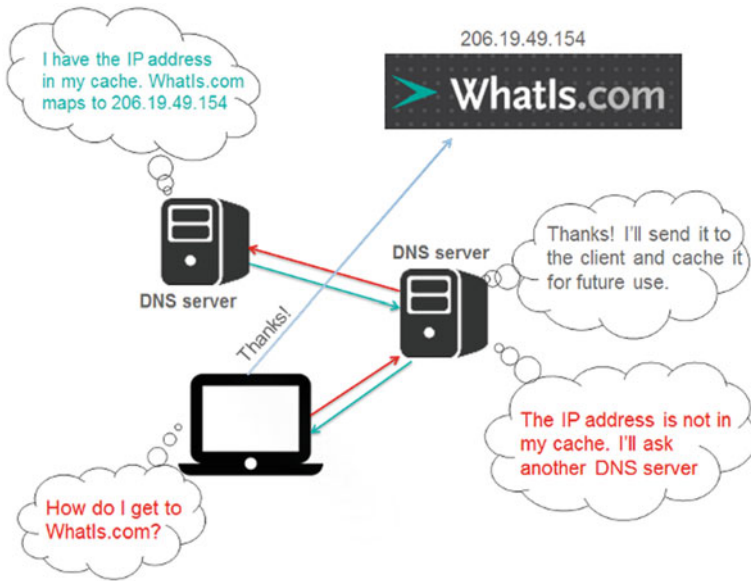 206.19.49.154
WhatIs.com
I have the IP address
in my cache. WhatIs.com
maps to 206.19.49.154
DNS server
DNS server
Thanks! I'll send it to
the client and cache it
for future use.
Thanks!
The IP address is not in
my cache. I'll ask
another DNS server
How do I get to
WhatIs.com?